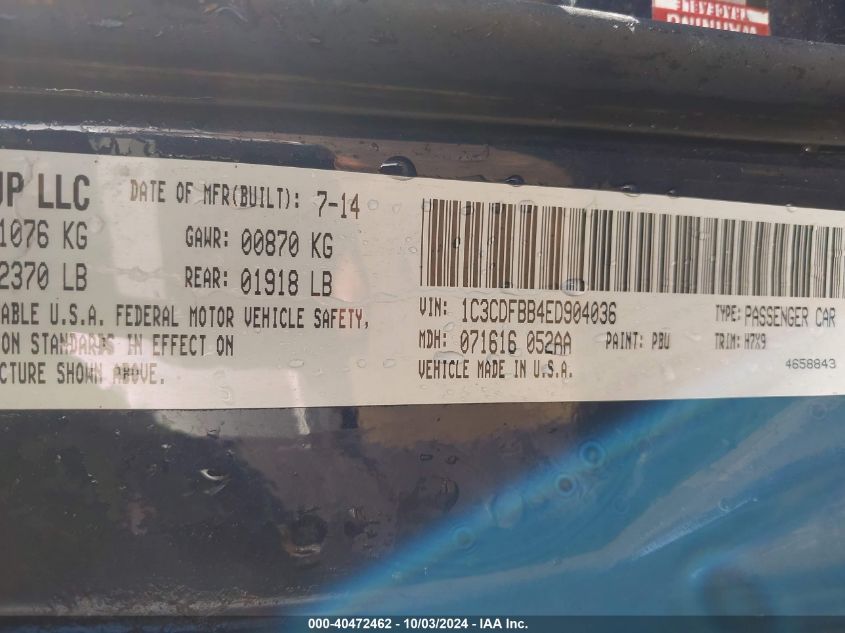 WARNING
UP LLC
DATE OF MFR(BUILT): 7-14
1076 KG
GAWR: 00870 KG
2370 LB
REAR: 01918 LB
ABLE U.S.A. FEDERAL MOTOR VEHICLE SAFETY,
ON STANDARDS IN EFFECT ON
CTURE SHOWN ABOVE.
VIN: 1C3CDFBB4ED904036
TYPE: PASSENGER CAR
MDH: 071616 052AA
PAINT: PBU
TRIM: H7X9
VEHICLE MADE IN U.S.A.
4658843
000-40472462 - 10/03/2024 - IAA Inc.